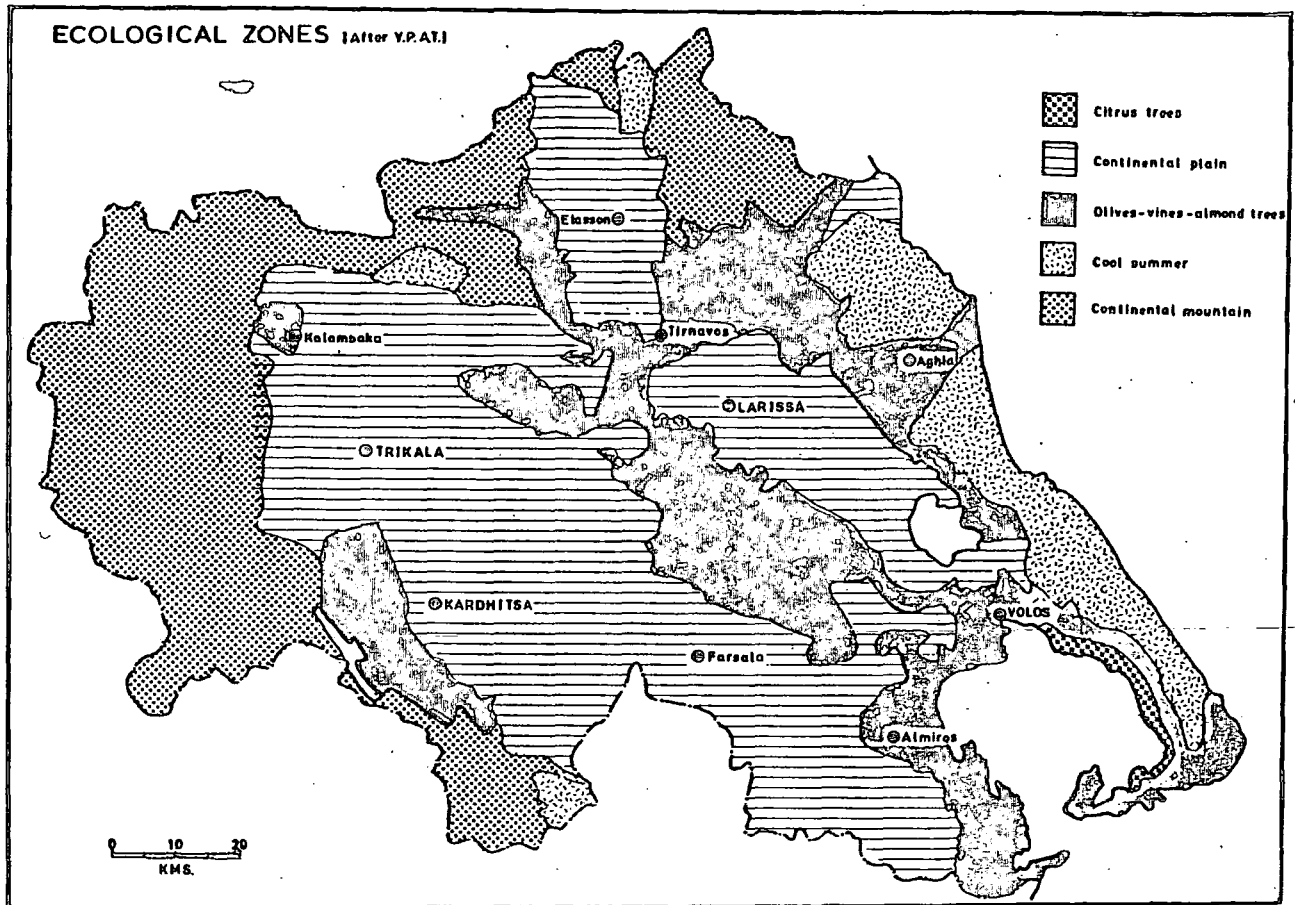 ECOLOGICAL ZONES [After Y.P.A.T.]
Citrus trees
Continental plain
Olives-vines-almond trees
Cool summer
Continental mountain
Elasson
Kalambaka
Tirnavos
Aghia
LARISSA
TRIKALA
KARDHITSA
VOLOS
Farsala
Almiros
0 10 20
KMS.